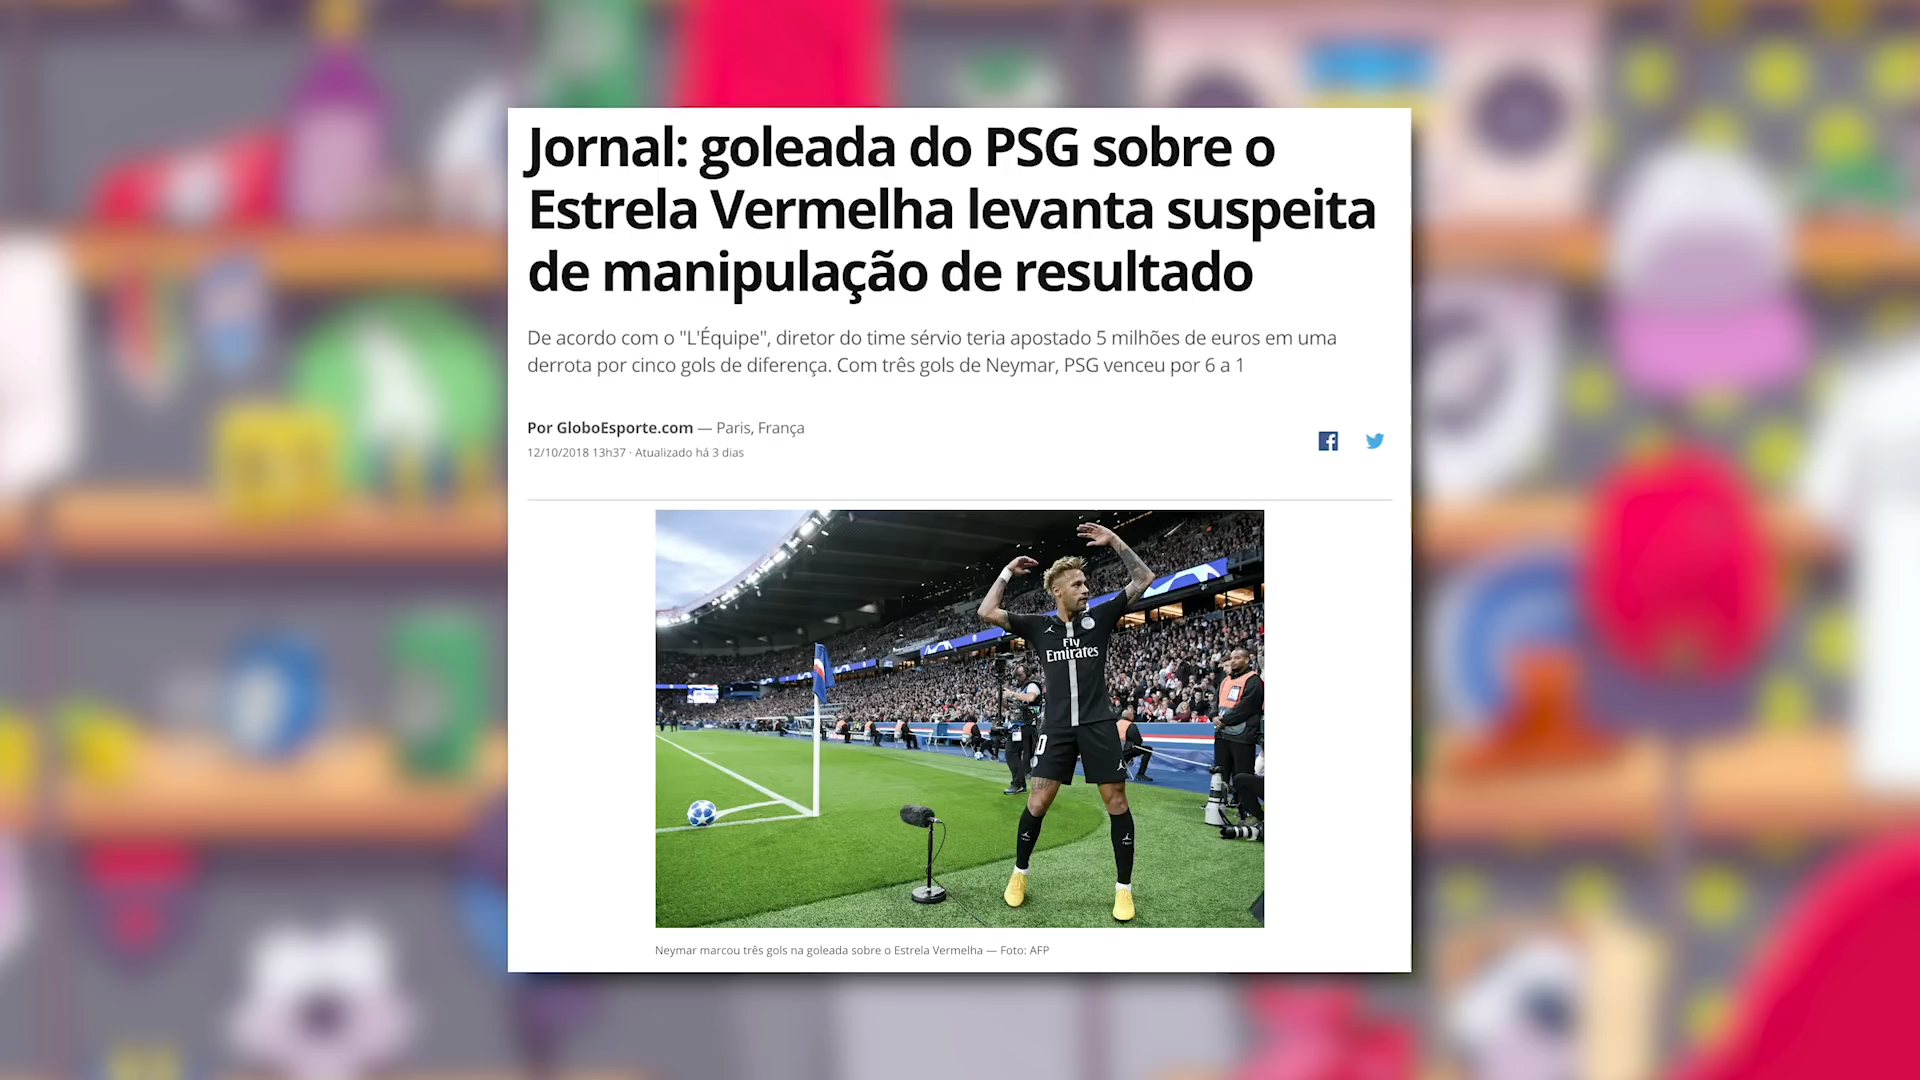 Jornal: goleada do PSG sobre o
Estrela Vermelha levanta suspeita
de manipulação de resultado
De acordo com o "L'Équipe", diretor do time sérvio teria apostado 5 milhões de euros em uma
derrota por cinco gols de diferença. Com três gols de Neymar, PSG venceu por 6 a 1
Por GloboEsporte.com — Paris, França
12/10/2018 13h37 · Atualizado há 3 dias
Fly
Emirates
Neymar marcou três gols na goleada sobre o Estrela Vermelha — Foto: AFP